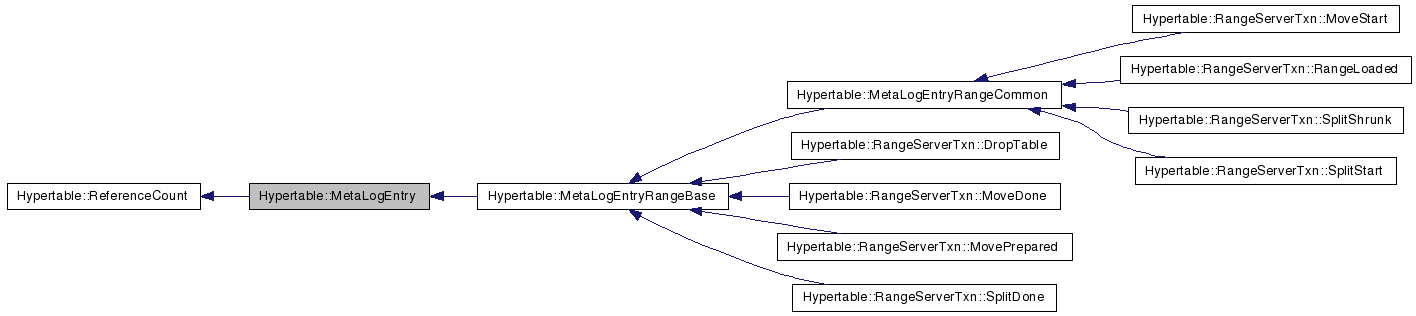 Hypertable::RangeServerTxn::MoveStart
Hypertable::RangeServerTxn::RangeLoaded
Hypertable::MetaLogEntryRangeCommon
Hypertable::RangeServerTxn::SplitShrunk
Hypertable::RangeServerTxn::DropTable
Hypertable::RangeServerTxn::SplitStart
Hypertable::ReferenceCount
Hypertable::MetaLogEntry
Hypertable::MetaLogEntryRangeBase
Hypertable::RangeServerTxn::MoveDone
Hypertable::RangeServerTxn::MovePrepared
Hypertable::RangeServerTxn::SplitDone